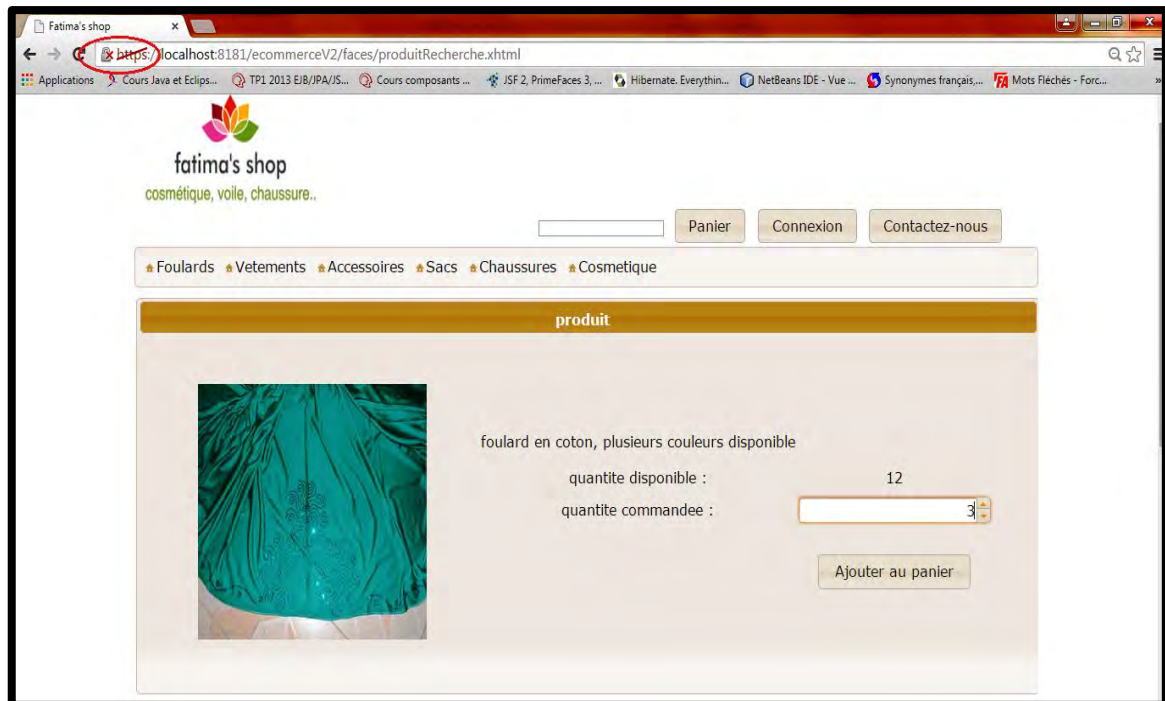 Fatima's shop
https://localhost:8181/ecommerceV2/faces/produitRecherche.xhtml
Applications Cours Java et Eclips... TP1 2013 EJB/JPA/JS... Cours composants ... JSF 2, PrimeFaces 3, ... Hibernate. Everythin... NetBeans IDE - Vue ... Synonymes français,... Mots Fléchés - Forc... »
fatima's shop
cosmétique, voile, chaussure..
Panier Connexion Contactez-nous
Foulards Vetements Accessoires Sacs Chaussures Cosmetique
produit
foulard en coton, plusieurs couleurs disponible
quantite disponible : 12
quantite commandee : 3
Ajouter au panier